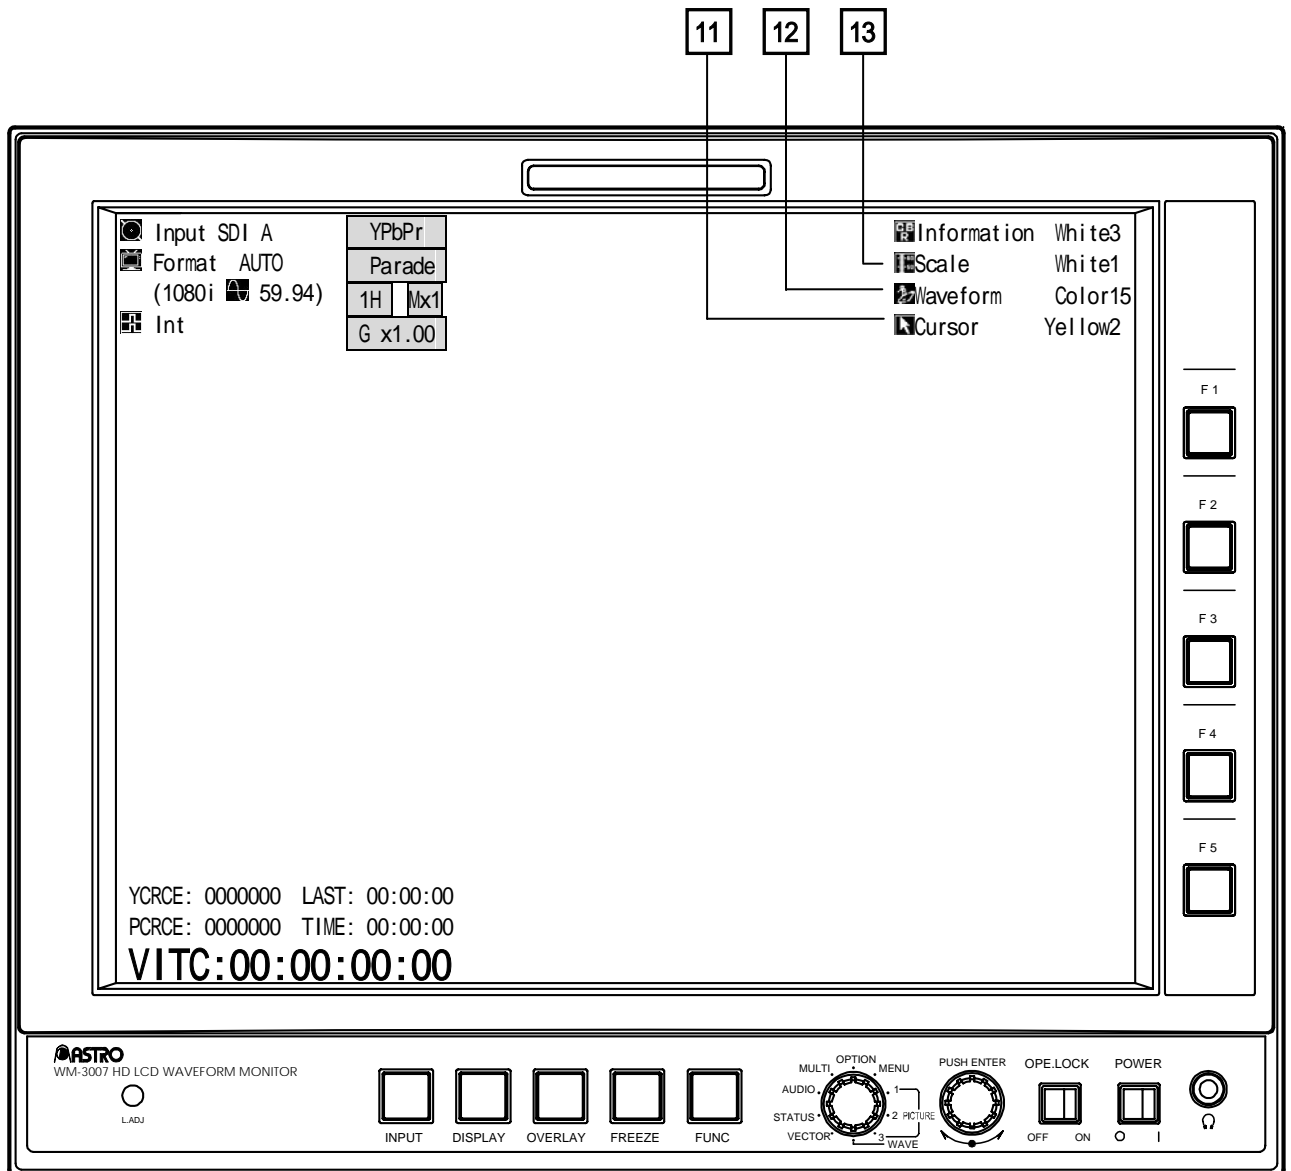 11 12 13
Input SDI A
Format AUTO
(1080i 59.94)
Int
YPbPr
Parade
1H Mx1
G x1.00
Information White3
Scale White1
Waveform Color15
Cursor Yellow2
F 1
F 2
F 3
F 4
F 5
YCRCE: 0000000 LAST: 00:00:00
PCRCE: 0000000 TIME: 00:00:00
VITC:00:00:00:00
ASTRO
WM-3007 HD LCD WAVEFORM MONITOR
L.ADJ
INPUT DISPLAY OVERLAY FREEZE FUNC
OPTION
MULTI MENU
AUDIO 1
STATUS 2 PICTURE
VECTOR 3
WAVE
PUSH ENTER
OPE.LOCK
OFF ON
POWER
O I